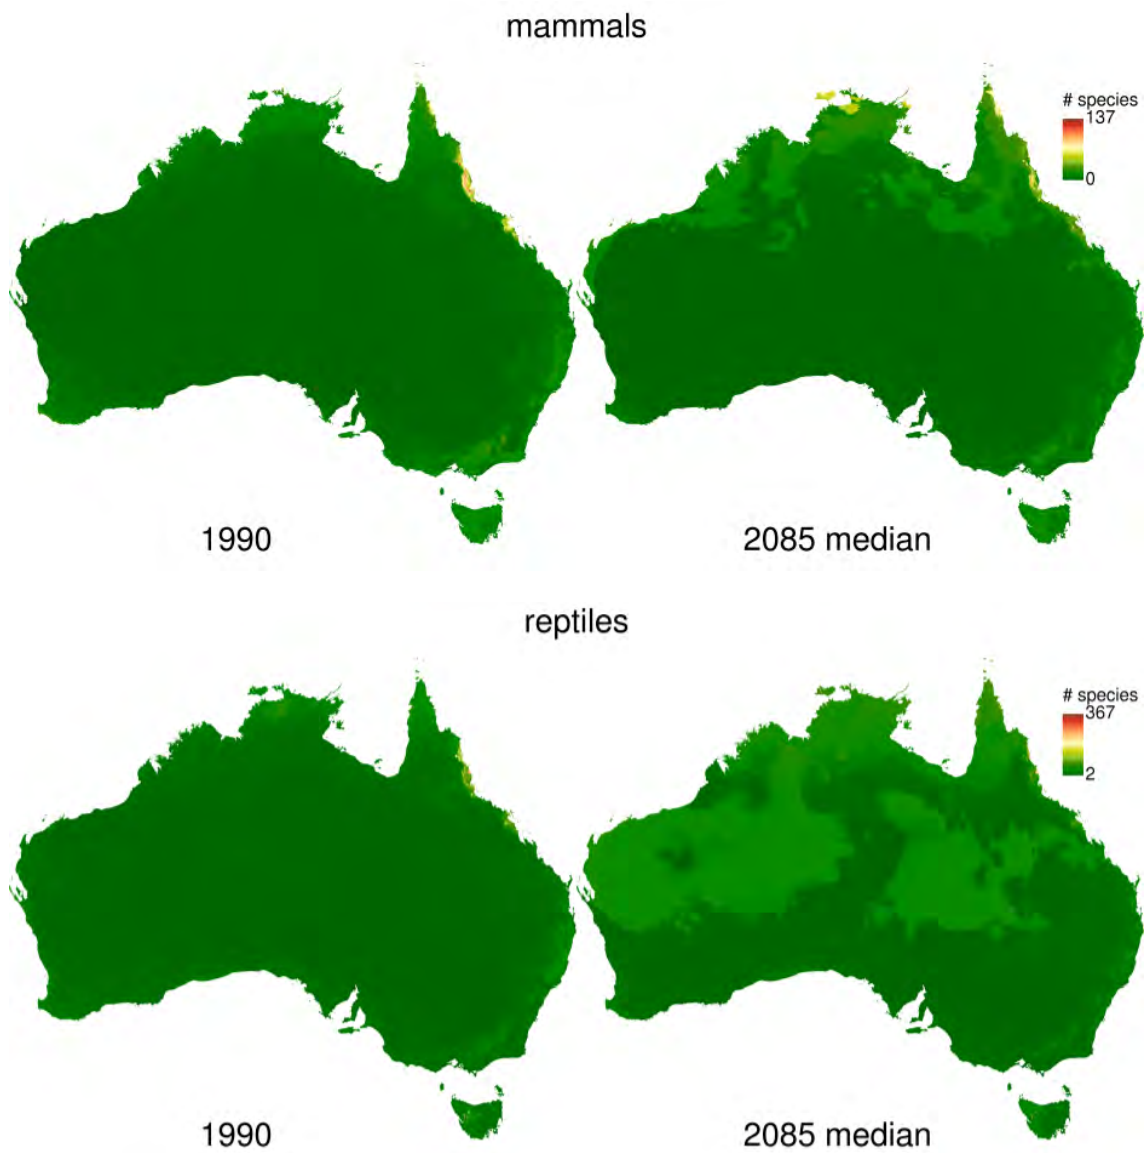 mammals
# species
137
0
1990
2085 median
reptiles
# species
367
2
1990
2085 median